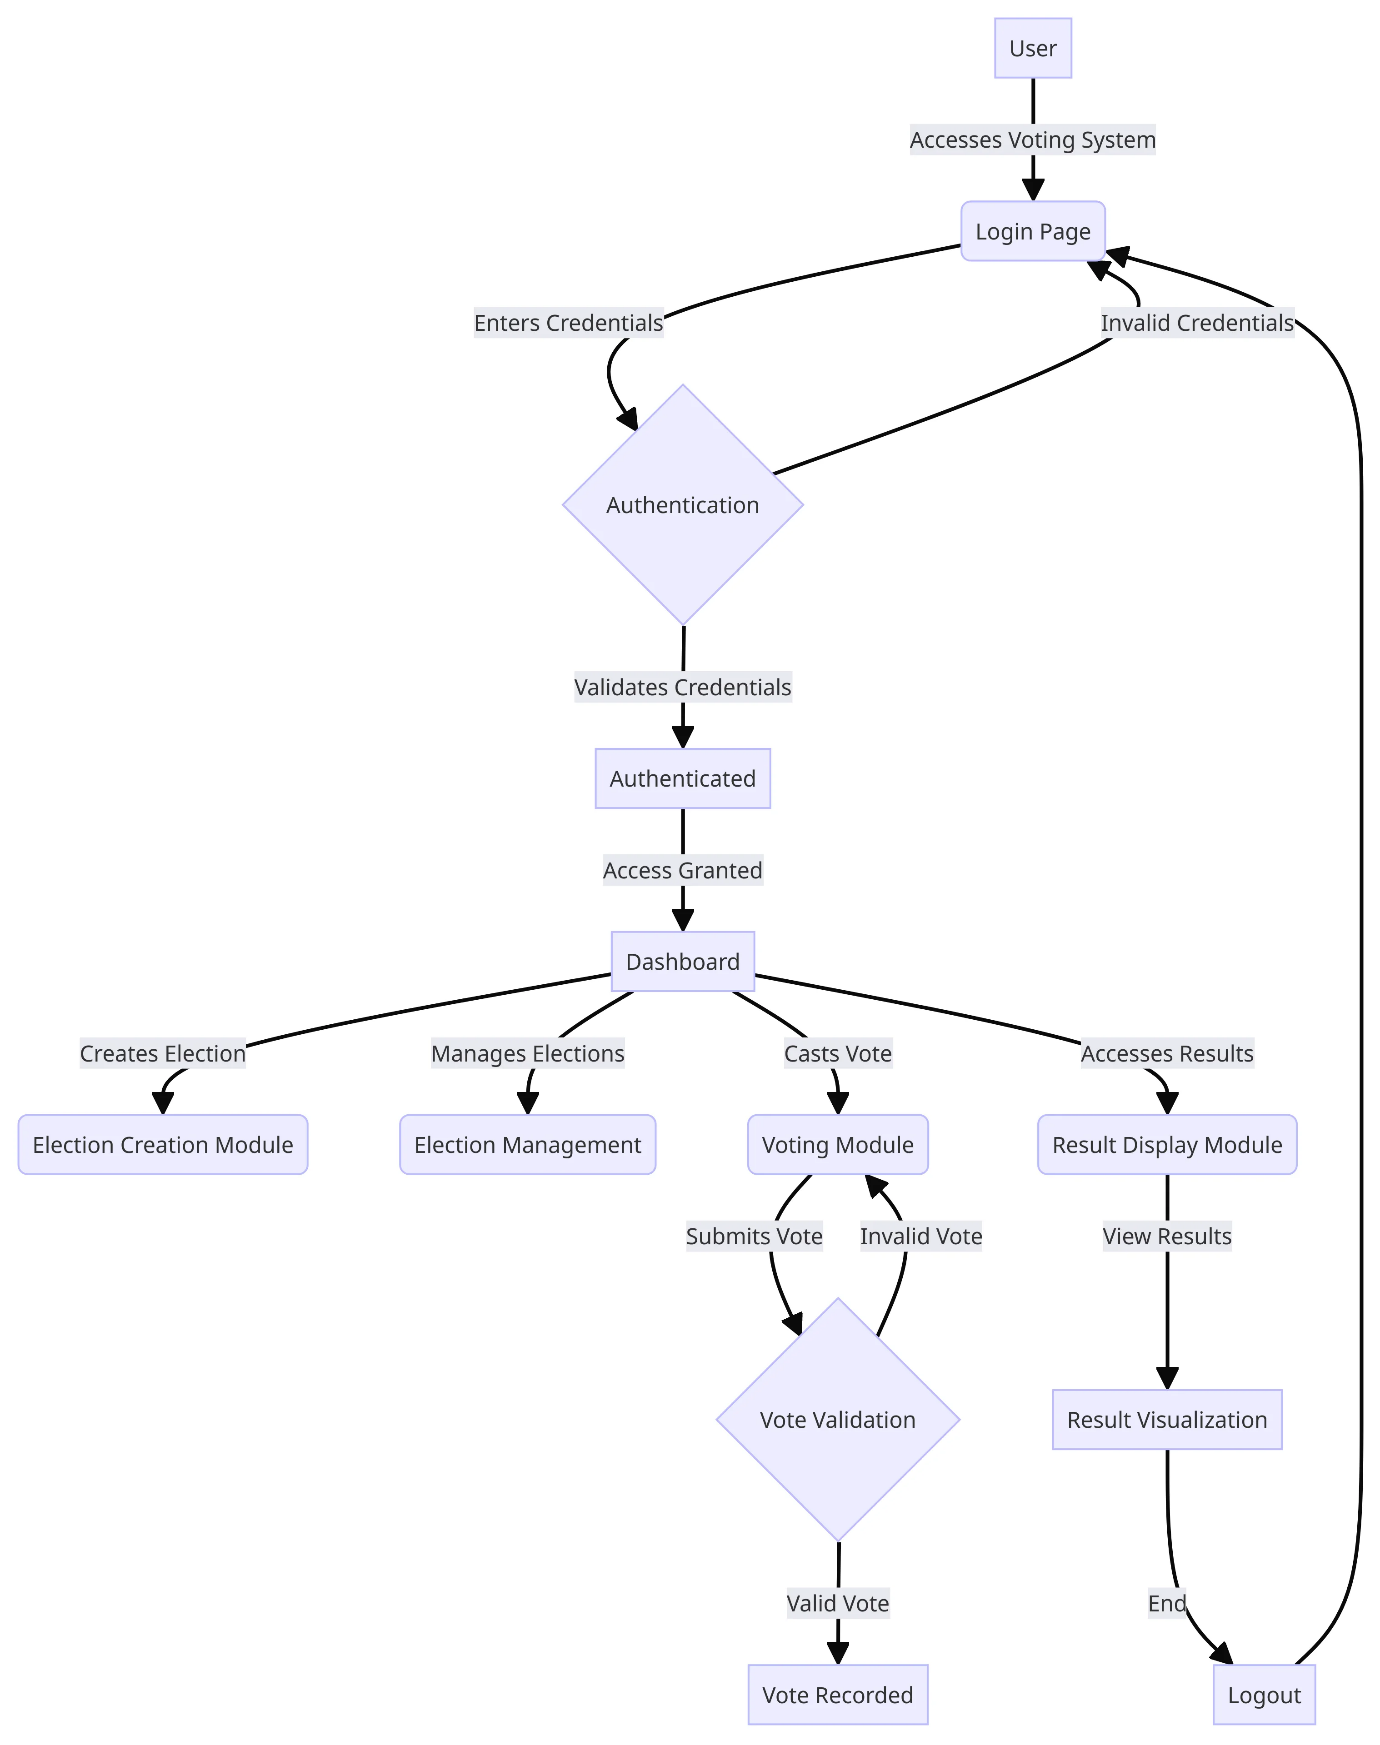 User
Accesses Voting System
Login Page
Enters Credentials
Invalid Credentials
Authentication
Validates Credentials
Authenticated
Access Granted
Dashboard
Creates Election
Manages Elections
Casts Vote
Accesses Results
Election Creation Module
Election Management
Voting Module
Result Display Module
Submits Vote
Invalid Vote
View Results
Vote Validation
Result Visualization
Valid Vote
End
Vote Recorded
Logout